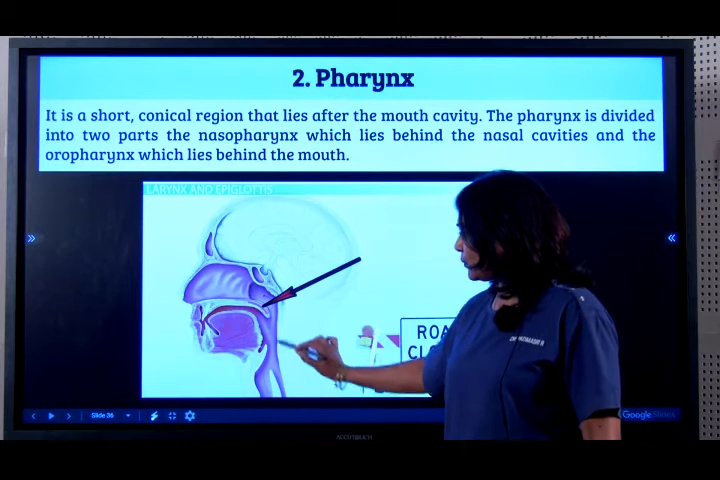 2. Pharynx
It is a short, conical region that lies after the mouth cavity. The pharynx is divided
into two parts the nasopharynx which lies behind the nasal cavities and the
oropharynx which lies behind the mouth.
LARYNX AND EPIGLOTTIS
ROA
CL
Slide 36
Google Slides